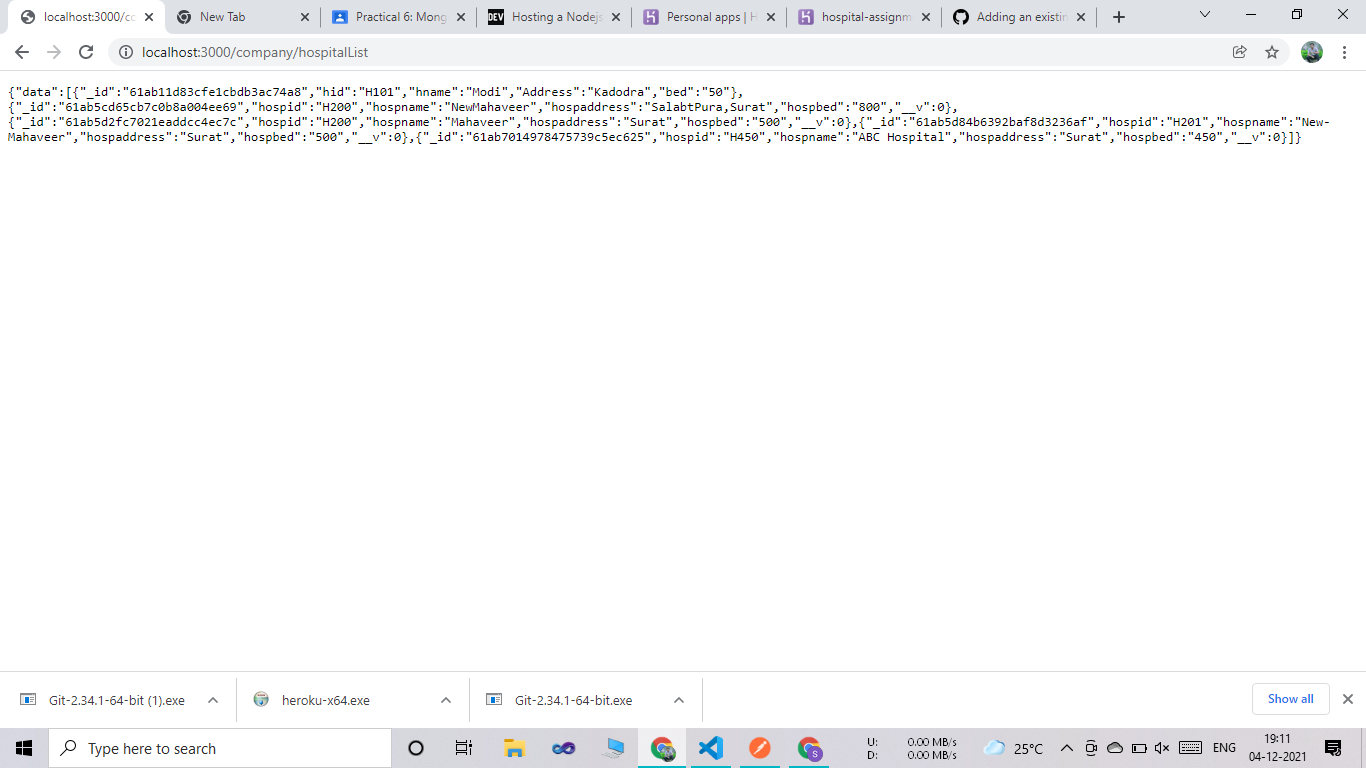 localhost:3000/co
New Tab
Practical 6: Mong
DEV
Hosting a Nodejs
Personal apps | H
hospital-assignm
Adding an existin
localhost:3000/company/hospitalList
{"data":[{"_id":"61ab11d83cfe1cbdb3ac74a8","hid":"H101","hname":"Modi","Address":"Kadodra","bed":"50"},
{"_id":"61ab5cd65cb7c0b8a004ee69","hospid":"H200","hospname":"NewMahaveer","hospaddress":"SalabtPura,Surat","hospbed":"800","__v":0},
{"_id":"61ab5d2fc7021eaddcc4ec7c","hospid":"H200","hospname":"Mahaveer","hospaddress":"Surat","hospbed":"500","__v":0},{"_id":"61ab5d84b6392baf8d3236af","hospid":"H201","hospname":"New-
Mahaveer","hospaddress":"Surat","hospbed":"500","__v":0},{"_id":"61ab7014978475739c5ec625","hospid":"H450","hospname":"ABC Hospital","hospaddress":"Surat","hospbed":"450","__v":0}]}
Git-2.34.1-64-bit (1).exe
heroku-x64.exe
Git-2.34.1-64-bit.exe
Show all
Type here to search
S
U: 0.00 MB/s
D: 0.00 MB/s
25°C
ENG
19:11
04-12-2021